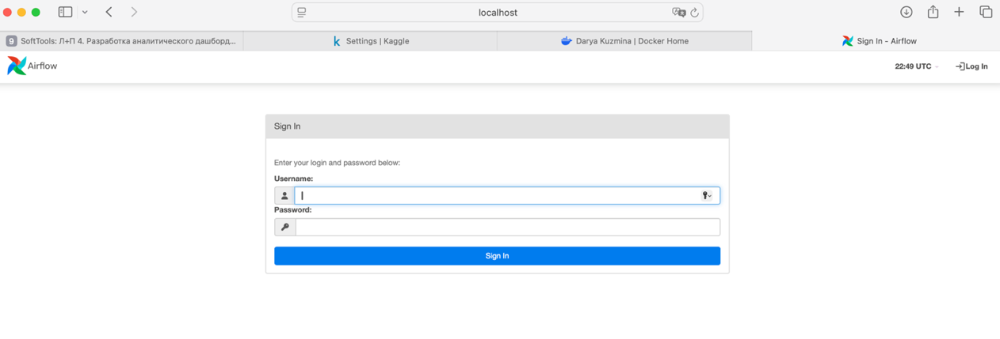 localhost
9 SoftTools: Л+П 4. Разработка аналитического дашборд...
Settings | Kaggle
Darya Kuzmina | Docker Home
Sign In - Airflow
Airflow
22:49 UTC
Log In
Sign In
Enter your login and password below:
Username:
Password:
Sign In